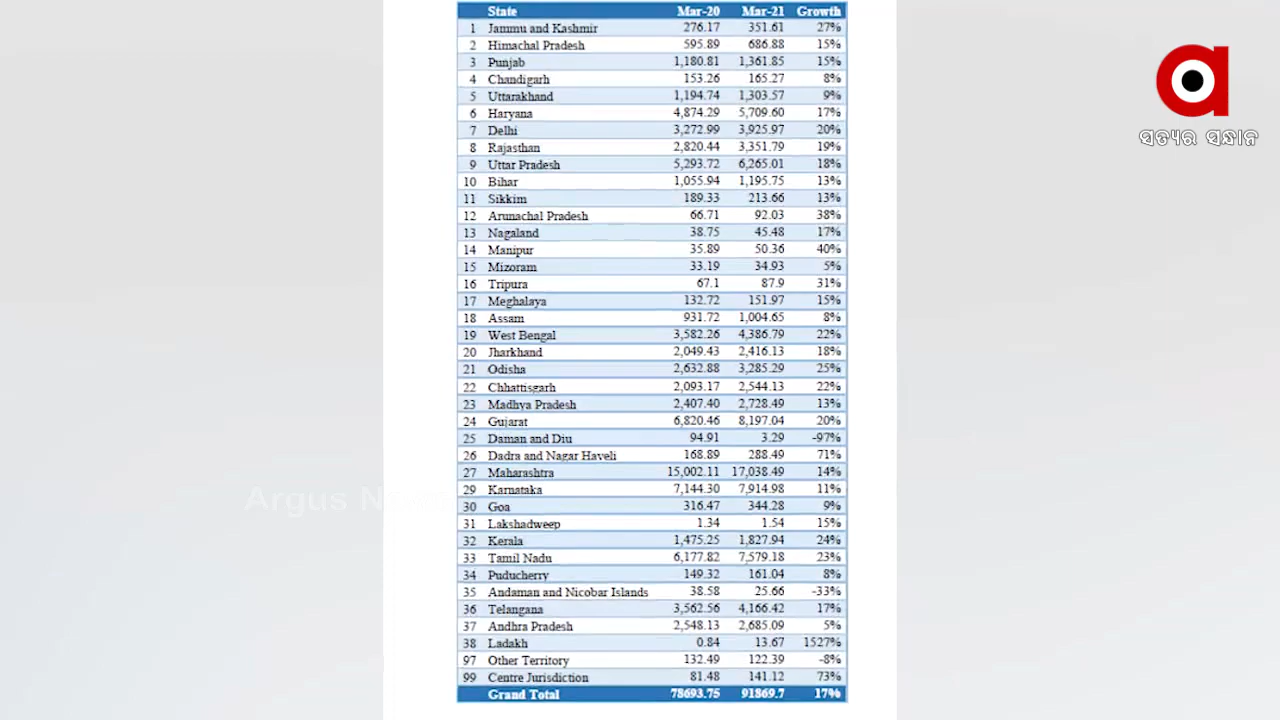 State Mar-20 Mar-21 Growth
1 Jammu and Kashmir 276.17 351.61 27%
2 Himachal Pradesh 595.89 686.88 15%
3 Punjab 1,180.81 1,361.85 15%
4 Chandigarh 153.26 165.27 8%
5 Uttarakhand 1,194.74 1,303.57 9%
6 Haryana 4,874.29 5,709.60 17%
7 Delhi 3,272.99 3,925.97 20%
8 Rajasthan 2,820.44 3,351.79 19%
9 Uttar Pradesh 5,293.72 6,265.01 18%
10 Bihar 1,055.94 1,195.75 13%
11 Sikkim 189.33 213.66 13%
12 Arunachal Pradesh 66.71 92.03 38%
13 Nagaland 38.75 45.48 17%
14 Manipur 35.89 50.36 40%
15 Mizoram 33.19 34.93 5%
16 Tripura 67.1 87.9 31%
17 Meghalaya 132.72 151.97 15%
18 Assam 931.72 1,004.65 8%
19 West Bengal 3,582.26 4,386.79 22%
20 Jharkhand 2,049.43 2,416.13 18%
21 Odisha 2,632.88 3,285.29 25%
22 Chhattisgarh 2,093.17 2,544.13 22%
23 Madhya Pradesh 2,407.40 2,728.49 13%
24 Gujarat 6,820.46 8,197.04 20%
25 Daman and Diu 94.91 3.29 -97%
26 Dadra and Nagar Haveli 168.89 288.49 71%
27 Maharashtra 15,002.11 17,038.49 14%
29 Karnataka 7,144.30 7,914.98 11%
30 Goa 316.47 344.28 9%
31 Lakshadweep 1.34 1.54 15%
32 Kerala 1,475.25 1,827.94 24%
33 Tamil Nadu 6,177.82 7,579.18 23%
34 Puducherry 149.32 161.04 8%
35 Andaman and Nicobar Islands 38.58 25.66 -33%
36 Telangana 3,562.56 4,166.42 17%
37 Andhra Pradesh 2,548.13 2,685.09 5%
38 Ladakh 0.84 13.67 1527%
97 Other Territory 132.49 122.39 -8%
99 Centre Jurisdiction 81.48 141.12 73%
Grand Total 78693.75 91869.7 17%
ସତ୍ୟର ସନ୍ଧାନ
Argus News